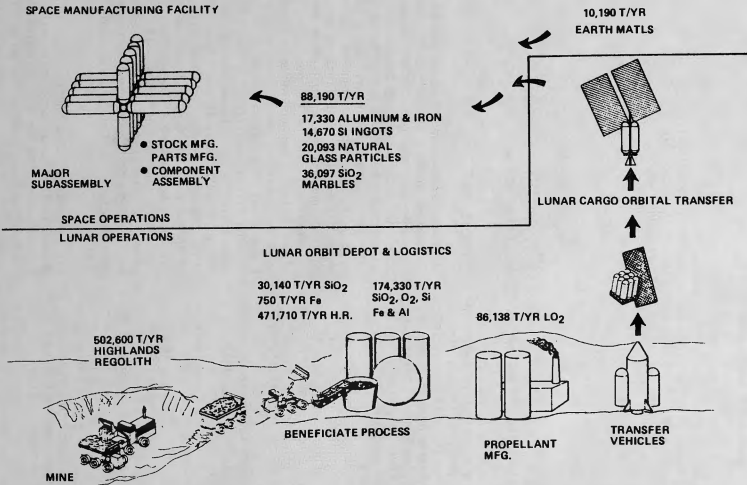 SPACE MANUFACTURING FACILITY
10,190 T/YR
EARTH MATLS
88,190 T/YR
17,330 ALUMINUM & IRON
14,670 SI INGOTS
20,093 NATURAL
GLASS PARTICLES
36,097 SiO2
MARBLES
● STOCK MFG.
PARTS MFG.
● COMPONENT
ASSEMBLY
MAJOR
SUBASSEMBLY
LUNAR CARGO ORBITAL TRANSFER
SPACE OPERATIONS
LUNAR OPERATIONS
LUNAR ORBIT DEPOT & LOGISTICS
30,140 T/YR SiO2
750 T/YR Fe
471,710 T/YR H.R.
174,330 T/YR
SiO2, O2, Si
Fe & Al
86,138 T/YR LO2
502,600 T/YR
HIGHLANDS
REGOLITH
BENEFICIATE PROCESS
PROPELLANT
MFG.
TRANSFER
VEHICLES
MINE